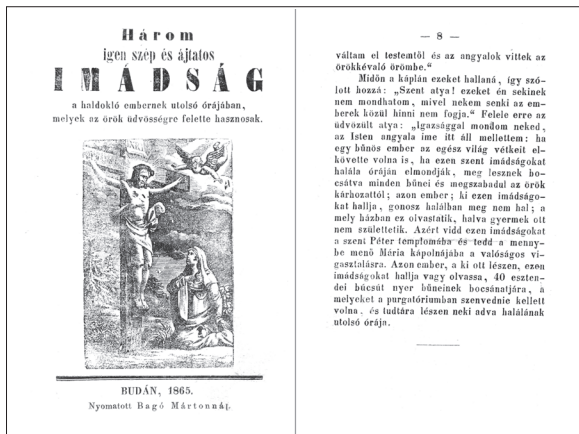 Három
igen szép és ájtatos
IMÁDSÁG
a haldokló embernek utolsó órájában,
melyek az örök üdvösségre felette hasznosak.
BUDÁN, 1865.
Nyomatott Bagó Mártonnál.
— 8 —
váltam el testemtől és az angyalok vittek az
örökkévaló örömbe.“
Midőn a káplán ezeket hallaná, így szó-
lott hozzá: „Szent atya! ezeket én sekinek
nem mondhatom, mivel nekem senki az em-
berek közül hinni nem fogja.“ Felele erre az
üdvözült atya: „Igazsággal mondom neked,
az Isten angyala ime itt áll mellettem: ha
egy bűnös ember az egész világ vétkeit el-
követte volna is, ha ezen szent imádságokat
halála óráján elmondják, meg lesznek bo-
csátva minden bűnei és megszabadul az örök
kárhozattól; azon ember; ki ezen imádságo-
kat hallja, gonosz halálban meg nem hal; a
mely házban ez olvastatik, halva gyermek ott
nem születtetik. Azért vidd ezen imádságokat
a szent Péter templomába és tedd a menny-
be menő Mária kápolnájába a valóságos vi-
gasztalásra. Azon ember, a ki ott lészen, ezen
imádságokat hallja vagy olvassa, 40 eszten-
dei búcsút nyer bűneinek bocsánatjára, a
melyeket a purgatóriumban szenvednie kellett
volna, és tudtára lészen neki adva halálának
utolsó órája.